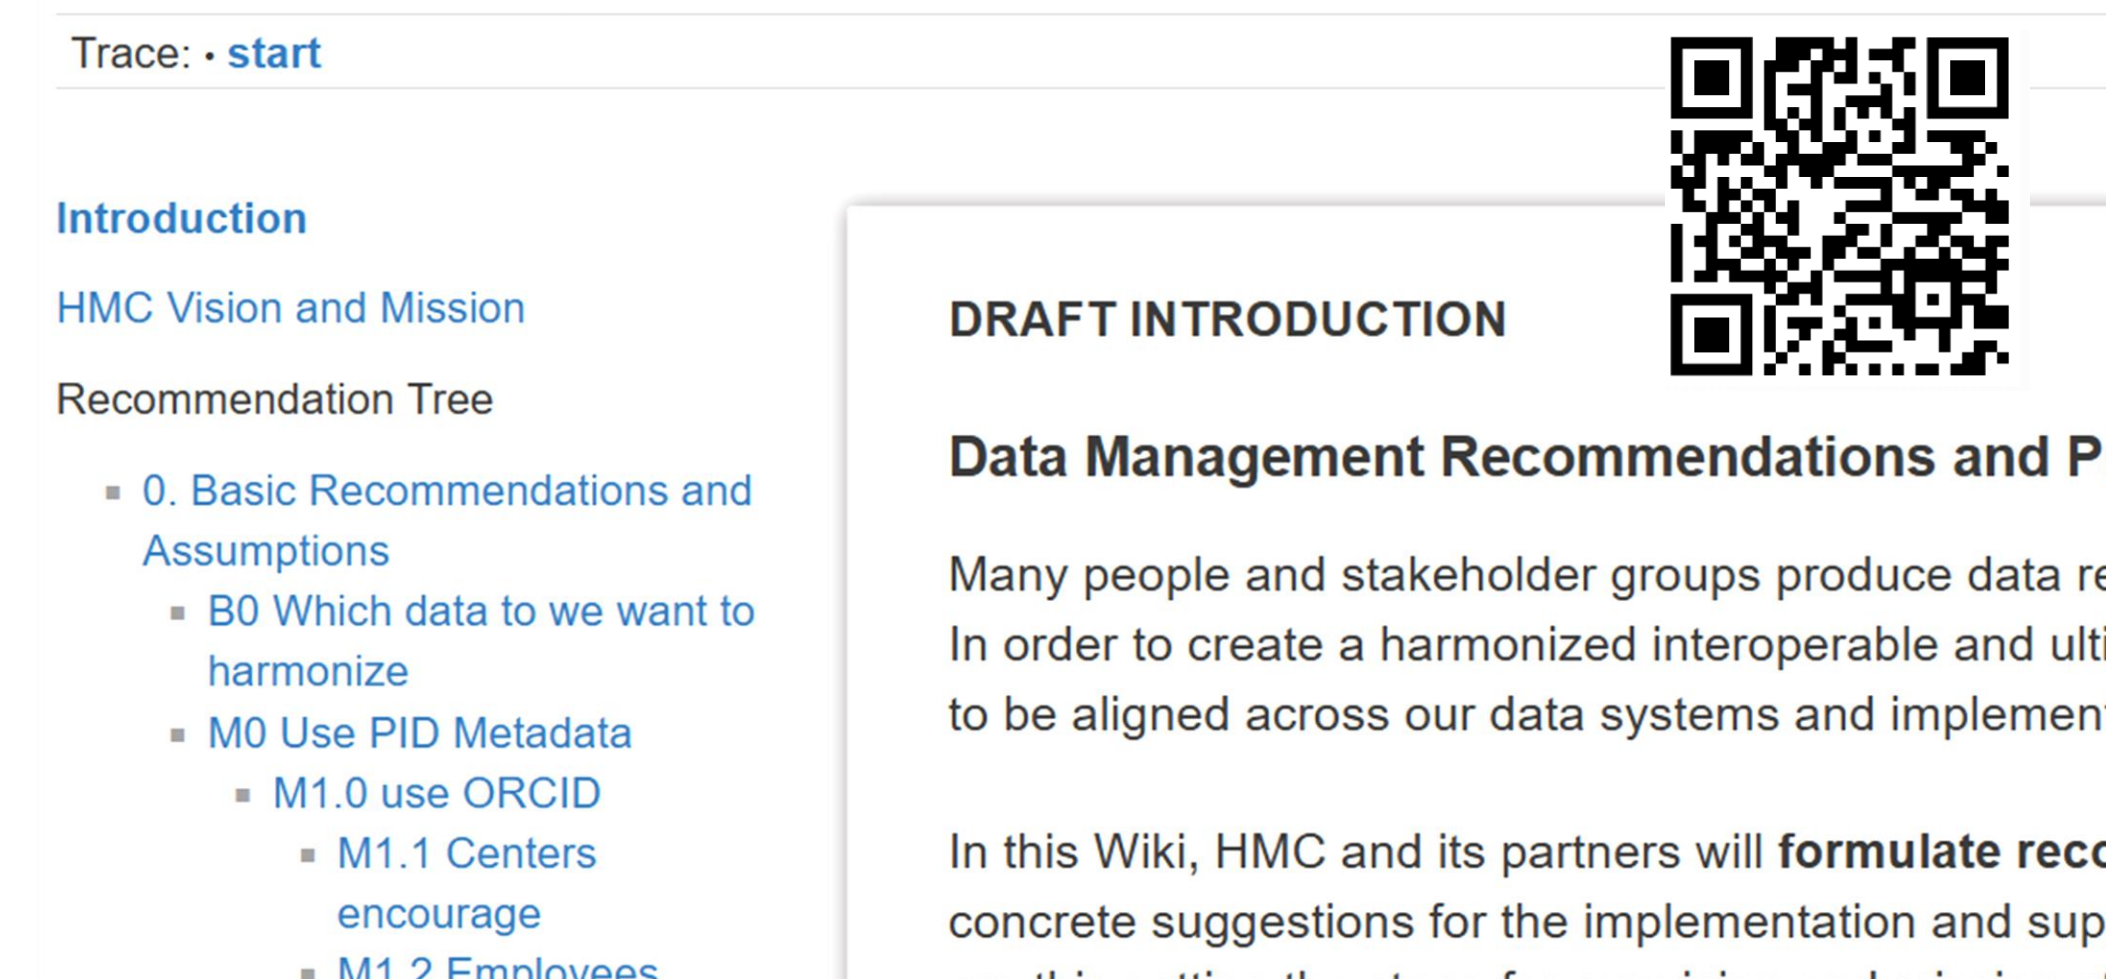 Trace: • start
Introduction
HMC Vision and Mission
Recommendation Tree
0. Basic Recommendations and
Assumptions
B0 Which data to we want to
harmonize
M0 Use PID Metadata
M1.0 use ORCID
M1.1 Centers
encourage
M1.2 Employees
DRAFT INTRODUCTION
Data Management Recommendations and P
Many people and stakeholder groups produce data re
In order to create a harmonized interoperable and ulti
to be aligned across our data systems and implement
In this Wiki, HMC and its partners will formulate reco
concrete suggestions for the implementation and sup